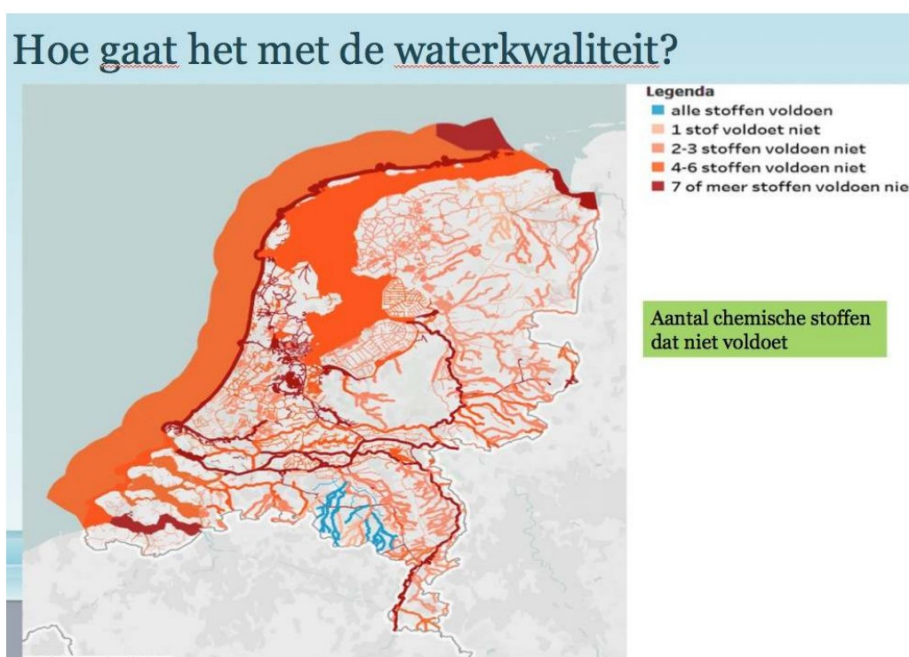 Hoe gaat het met de waterkwaliteit?
Legenda
alle stoffen voldoen
1 stof voldoet niet
2-3 stoffen voldoen niet
4-6 stoffen voldoen niet
7 of meer stoffen voldoen nie
Aantal chemische stoffen
dat niet voldoet